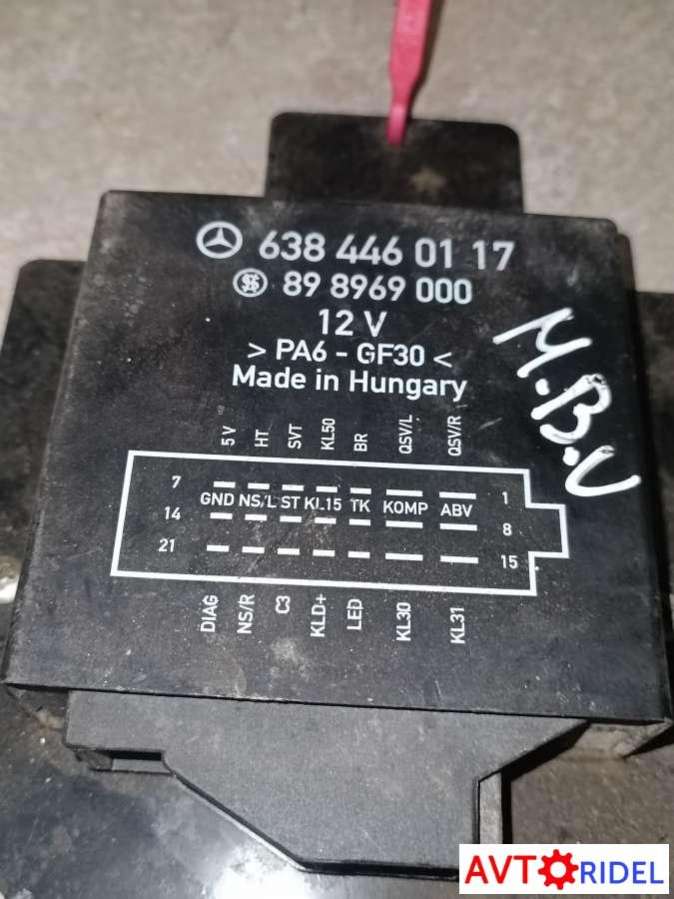 638 446 01 17
89 8969 000
12 V
> PA6 - GF30 <
Made in Hungary
M.B.V
5V HT SVT KL50 BR QSV/L QSV/R
7 1
GND NS/L ST KL15 TK KOMP ABV
14 8
21 15
DIAG NS/R C3 KLD+ LED KL30 KL31
AVTORIDEL